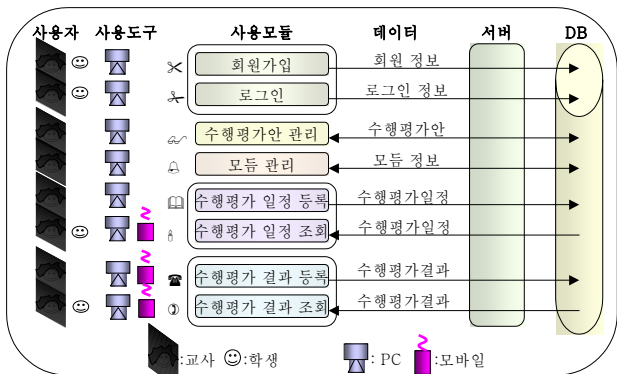 사용자 사용도구 사용모듈 데이터 서버 DB
회원가입 회원 정보
로그인 로그인 정보
수행평가안 관리 수행평가안
모듬 관리 모듬 정보
수행평가 일정 등록 수행평가일정
수행평가 일정 조회 수행평가일정
수행평가 결과 등록 수행평가결과
수행평가 결과 조회 수행평가결과
:교사 :학생 : PC :모바일